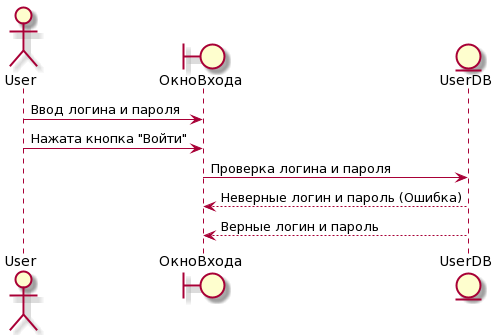 User
ОкноВхода
UserDB
Ввод логина и пароля
Нажата кнопка "Войти"
Проверка логина и пароля
Неверные логин и пароль (Ошибка)
Верные логин и пароль
User
ОкноВхода
UserDB